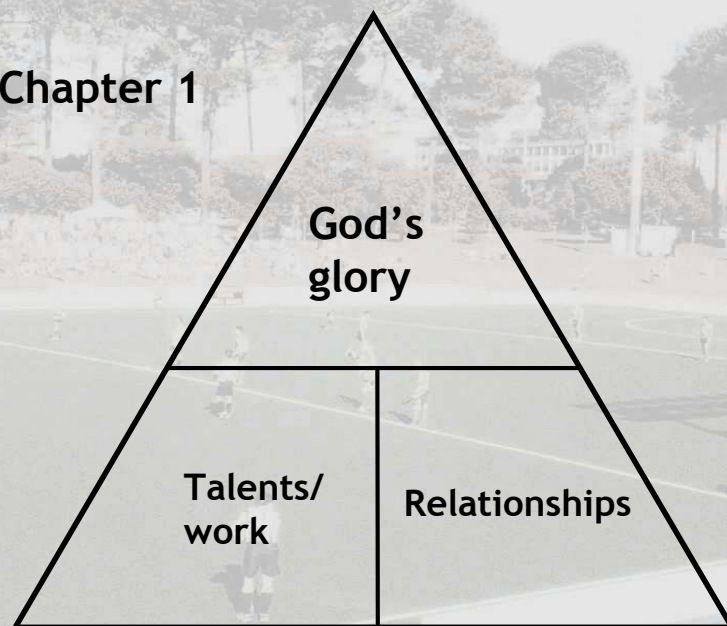 Chapter 1
God’s
glory
Talents/
work
Relationships